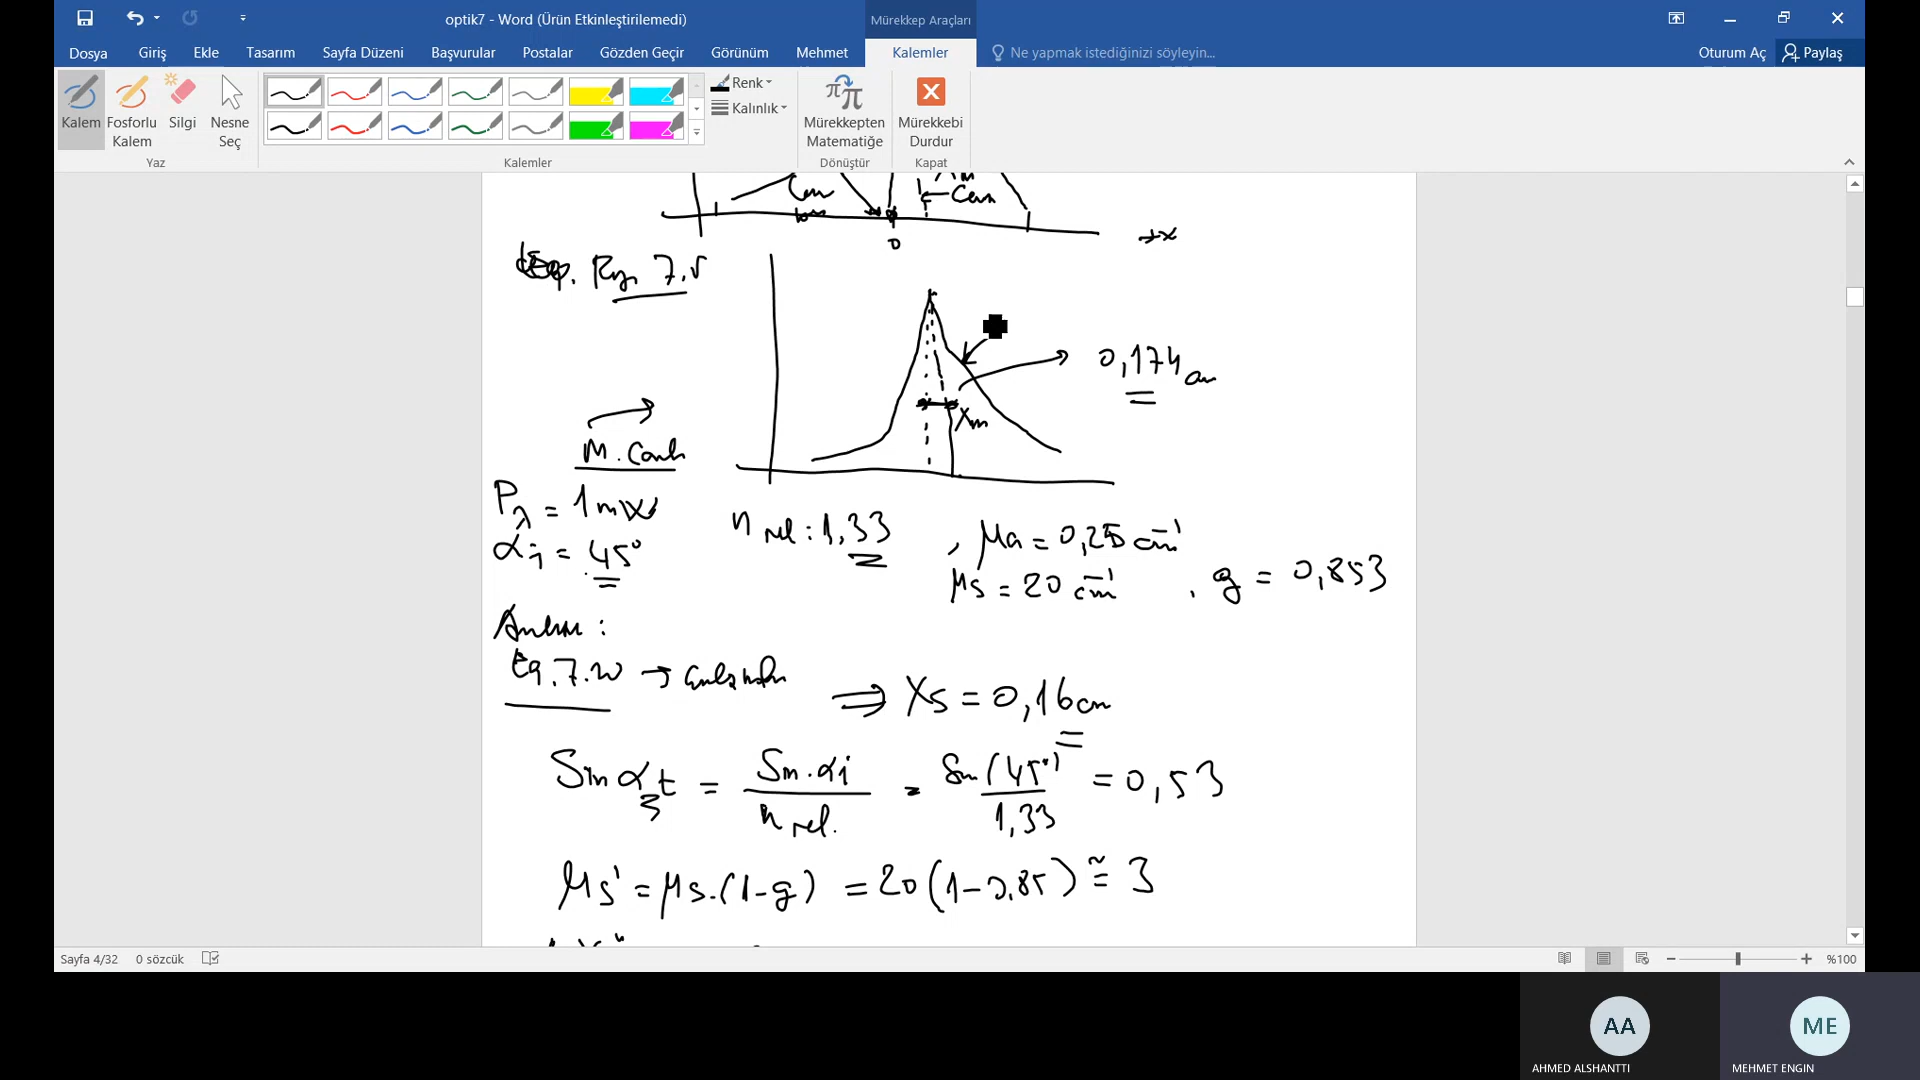 optik7 - Word (Ürün Etkinleştirilemedi)
Mürekkep Araçları
Dosya Giriş Ekle Tasarım Sayfa Düzeni Başvurular Postalar Gözden Geçir Görünüm Mehmet Kalemler Ne yapmak istediğinizi söyleyin... Oturum Aç Paylaş
Kalem Fosforlu Kalem Silgi Nesne Seç Renk Kalınlık Mürekkepten Matematiğe Mürekkebi Durdur
Yaz Kalemler Dönüştür Kapat
0 →x
7.
0,174
Xm
M.
Pλ = 1mW
n rel : 1,33 , μa = 0,25 cm⁻¹
αi = 45°
μs = 20 cm⁻¹ , g = 0,853
Eq.7. →
⇒ Xs = 0,16cm
Sin αt = Sin.αi / n rel. = Sin(45°) / 1,33 = 0,53
μs' = μs.(1-g) = 20(1-0,85) ≅ 3
Sayfa 4/32 0 sözcük %100
AA ME
AHMED ALSHANTTI MEHMET ENGIN